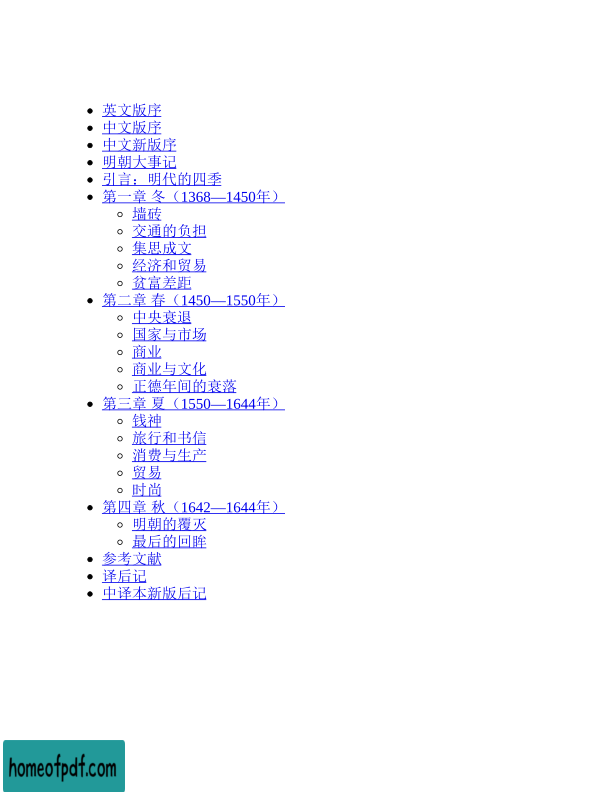 英文版序
中文版序
中文新版序
明朝大事记
引言：明代的四季
第一章 冬（1368—1450年）
墙砖
交通的负担
集思成文
经济和贸易
贫富差距
第二章 春（1450—1550年）
中央衰退
国家与市场
商业
商业与文化
正德年间的衰落
第三章 夏（1550—1644年）
钱神
旅行和书信
消费与生产
贸易
时尚
第四章 秋（1642—1644年）
明朝的覆灭
最后的回眸
参考文献
译后记
中译本新版后记
homeofpdf.com